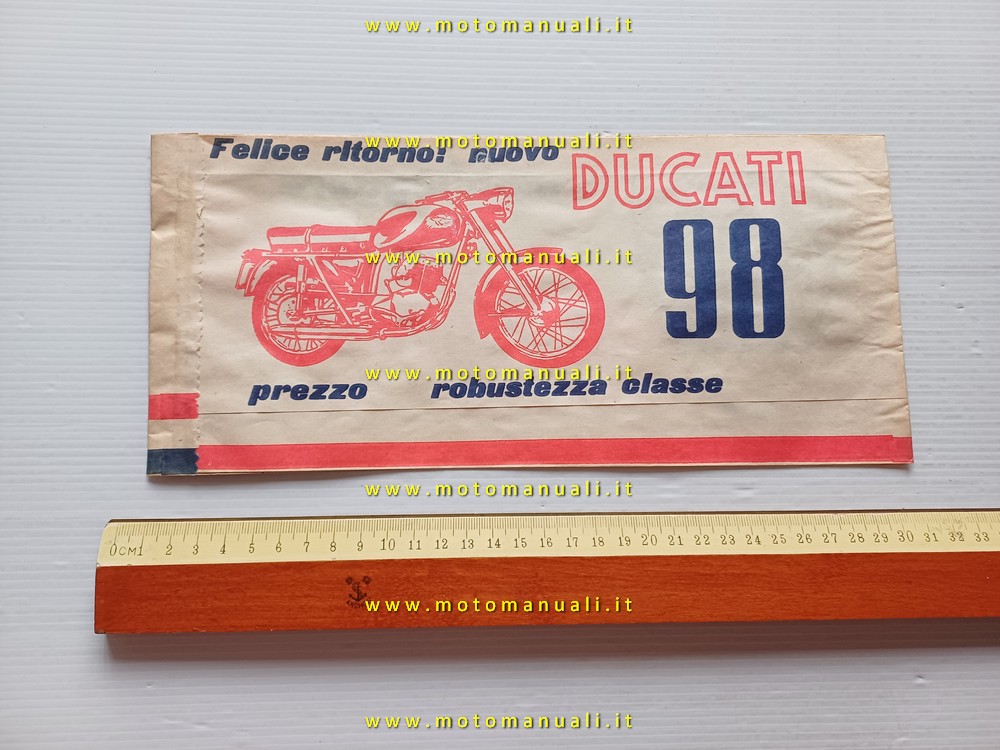 www.motomanuali.it
www.motomanuali.it
Felice ritorno! nuovo DUCATI
www.motomanuali.it
98
www.motomanuali.it
prezzo robustezza classe
www.motomanuali.it
0CM1 2 3 4 5 6 7 8 9 10 11 12 13 14 15 16 17 18 19 20 21 22 23 24 25 26 27 28 29 30 31 32 33
www.motomanuali.it
www.motomanuali.it